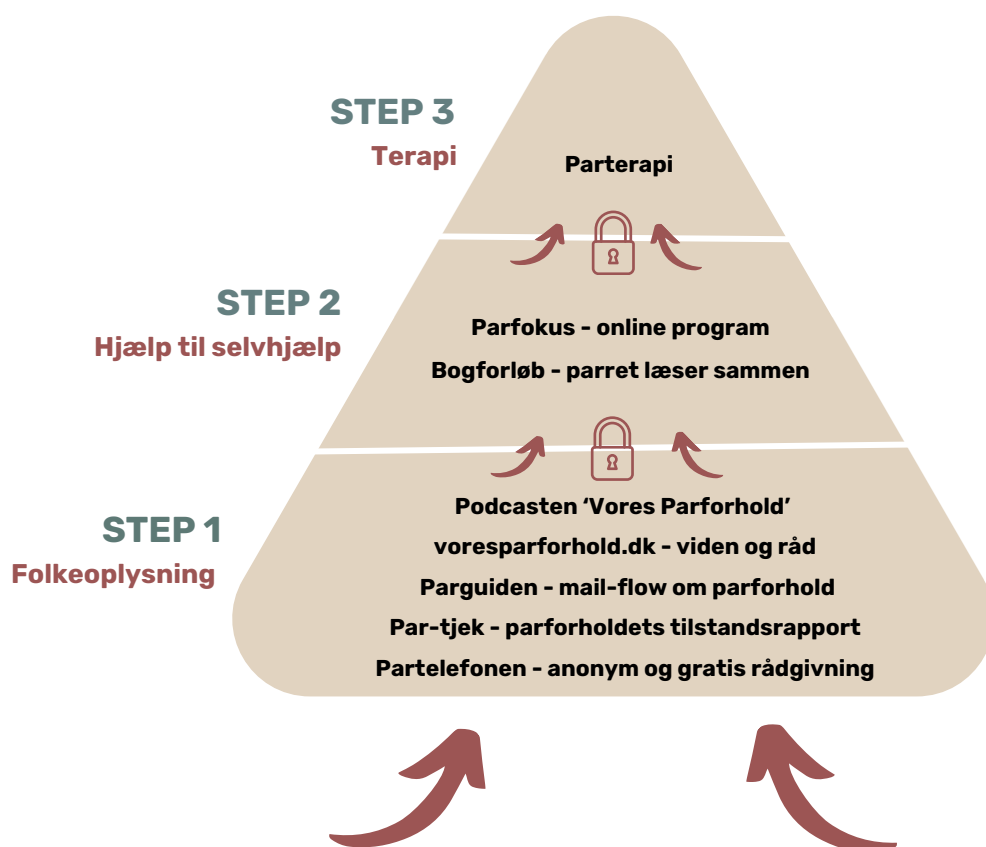 STEP 3
Terapi
Parterapi
STEP 2
Hjælp til selvhjælp
Parfokus - online program
Bogforløb - parret læser sammen
STEP 1
Folkeoplysning
Podcasten ‘Vores Parforhold’
voresparforhold.dk - viden og råd
Parguiden - mail-flow om parforhold
Par-tjek - parforholdets tilstandsrapport
Partelefonen - anonym og gratis rådgivning